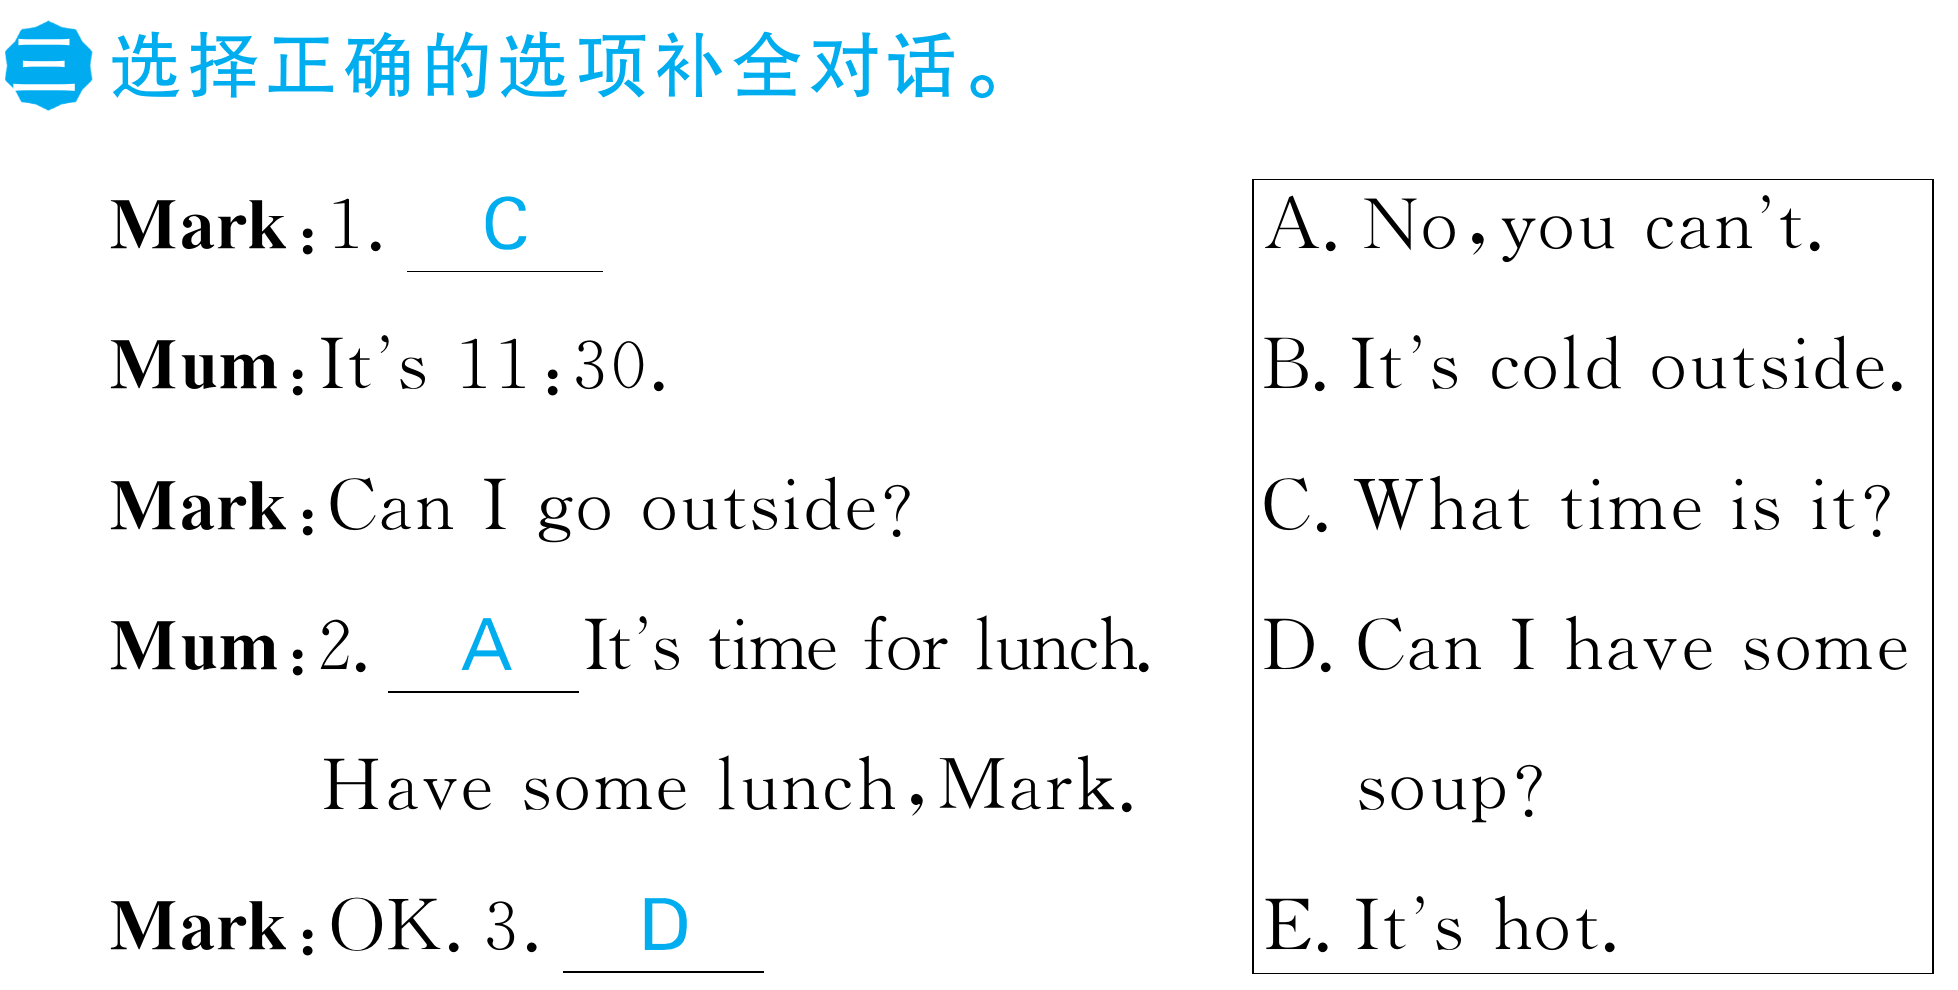 三 选择正确的选项补全对话。
Mark:1. C
Mum:It's 11:30.
Mark:Can I go outside?
Mum:2. A It's time for lunch.
Have some lunch,Mark.
Mark:OK. 3. D
A. No,you can't.
B. It's cold outside.
C. What time is it?
D. Can I have some
soup?
E. It's hot.